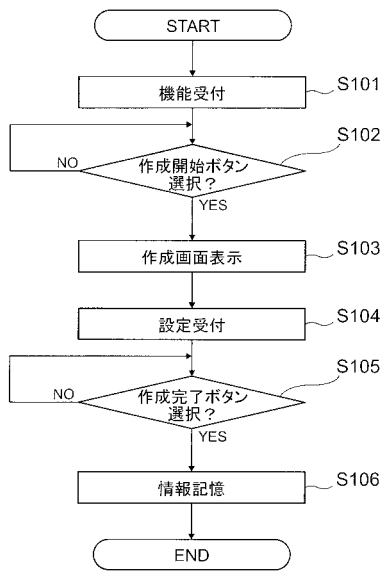 START
機能受付
S101
作成開始ボタン
選択？
S102
NO
YES
作成画面表示
S103
設定受付
S104
作成完了ボタン
選択？
S105
NO
YES
情報記憶
S106
END